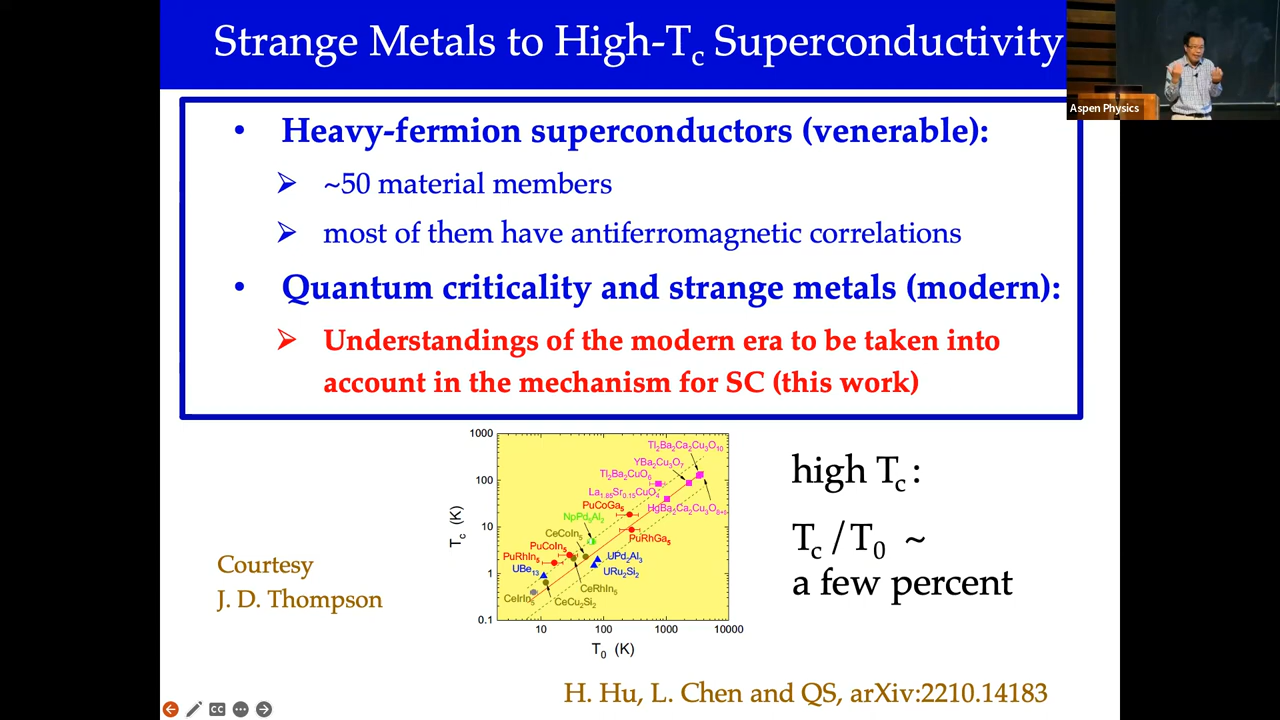 Strange Metals to High-Tc Superconductivity
Aspen Physics
• Heavy-fermion superconductors (venerable):
➢ ~50 material members
➢ most of them have antiferromagnetic correlations
• Quantum criticality and strange metals (modern):
➢ Understandings of the modern era to be taken into
account in the mechanism for SC (this work)
1000
100
10
1
0.1
Tc (K)
Tl2Ba2Ca2Cu3O10
YBa2Cu3O7
Tl2Ba2CuO6
La1.85Sr0.15CuO4
HgBa2Ca2Cu3O8+δ
PuCoGa5
NpPd5Al2
PuRhGa5
CeCoIn5
PuCoIn5
PuRhIn5
UPd2Al3
UBe13
URu2Si2
CeRhIn5
CeIrIn5
CeCu2Si2
10 100 1000 10000
T0 (K)
high Tc:
Tc / T0 ~
a few percent
Courtesy
J. D. Thompson
H. Hu, L. Chen and QS, arXiv:2210.14183
CC